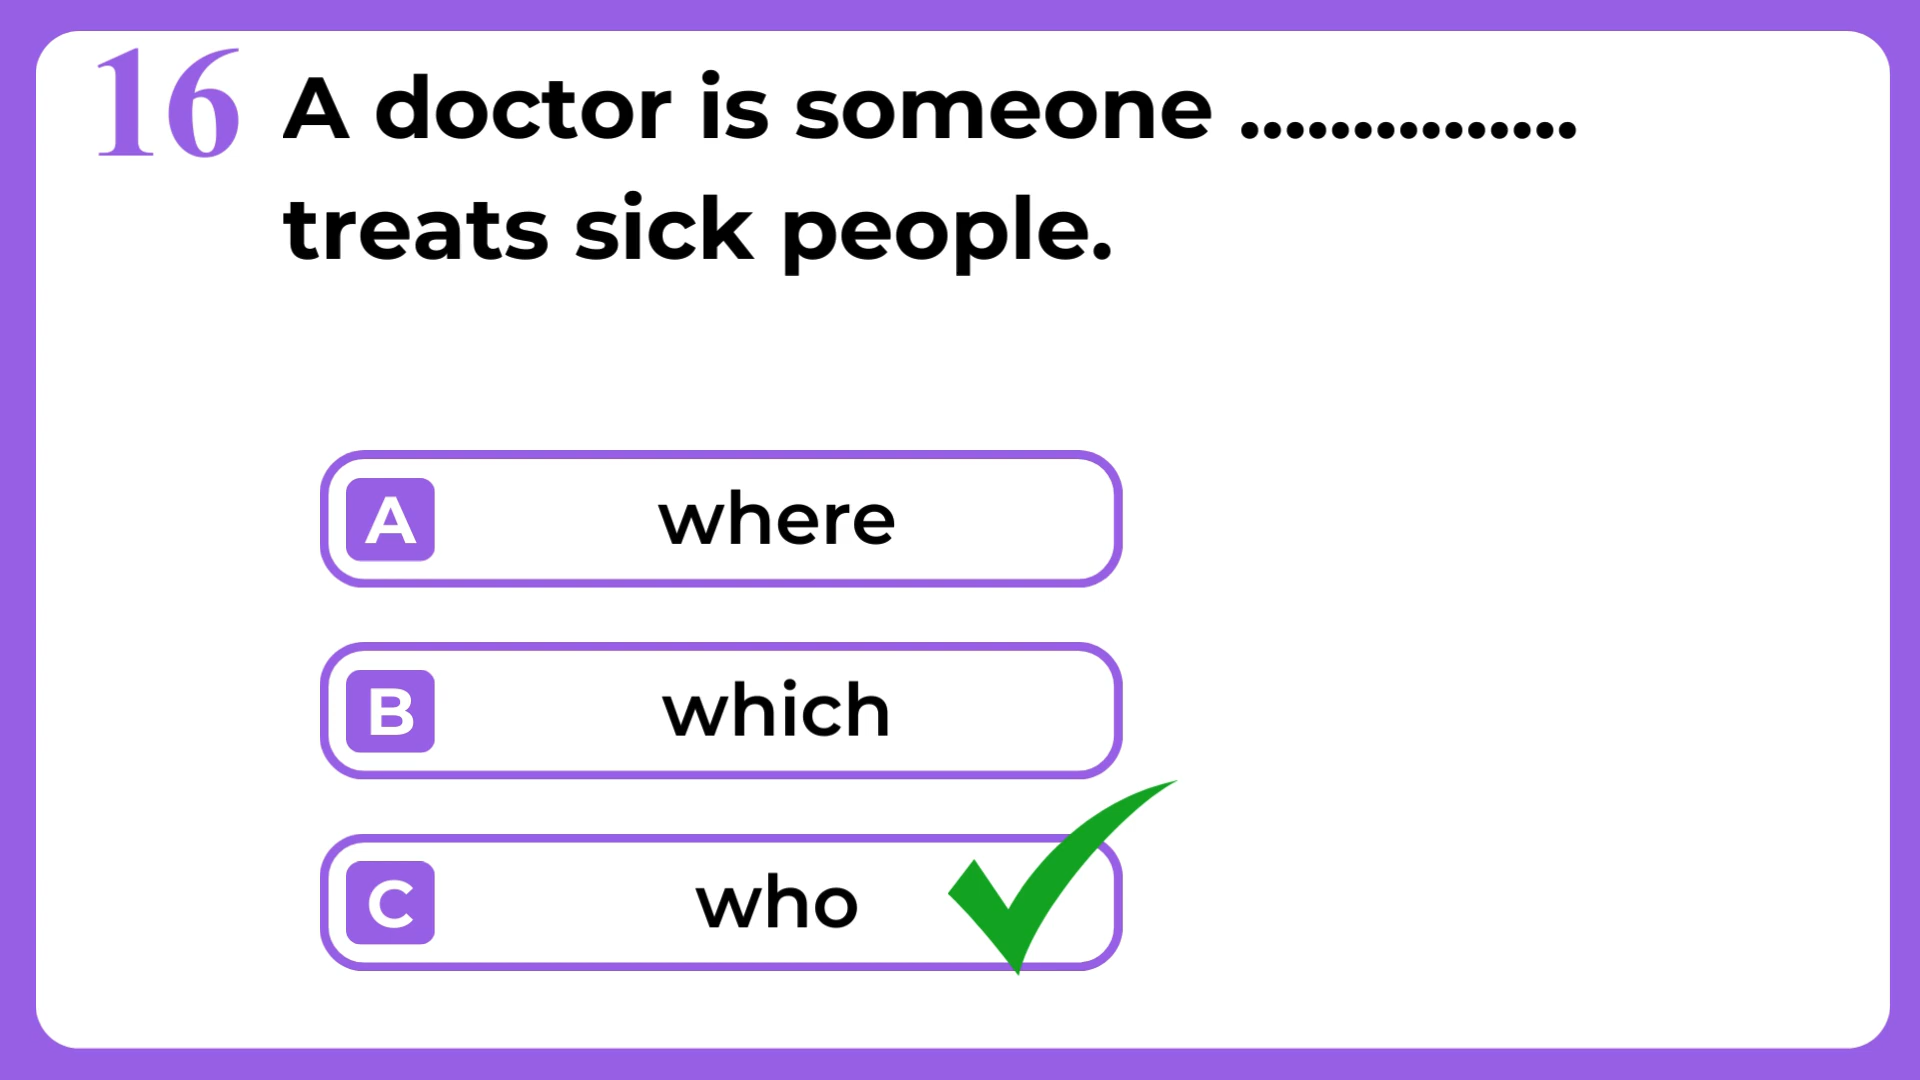 16 A doctor is someone ...............
treats sick people.
A where
B which
C who